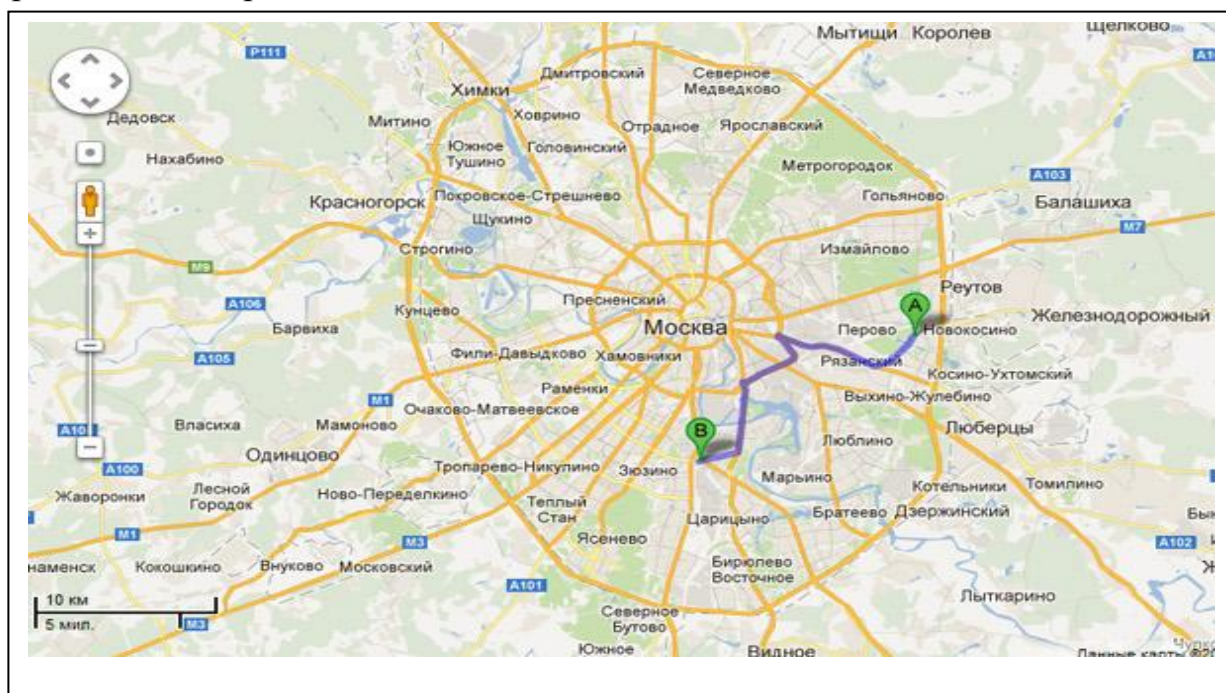 Мытищи Королев
Щелково
P111
Дмитровский
Северное
Медведково
Химки
Дедовск
Митино
Ховрино
Отрадное
Ярославский
Нахабино
Южное
Тушино
Головинский
Метрогородок
A103
Красногорск
Покровское-Стрешнево
Гольяново
Балашиха
Щукино
M7
Строгино
Измайлово
M9
Реутов
A106
Кунцево
Пресненский
A
Барвиха
Москва
Перово
Новокосино
Железнодорожный
A105
Фили-Давыдково
Хамовники
Рязанский
Косино-Ухтомский
Раменки
Выхино-Жулебино
M1
Очаково-Матвеевское
Власиха
Мамоново
B
Люблино
Люберцы
Одинцово
A100
Тропарево-Никулино
Зюзино
Марьино
Жаворонки
Лесной
Городок
Ново-Переделкино
Котельники
Томилино
Теплый
Стан
Царицыно
Братеево
Дзержинский
M1
Ясенево
M3
A102
Кокошкино
Внуково
Московский
Бирюлево
Восточное
A101
10 км
Лыткарино
5 мил.
M3
Северное
Бутово
Южное
Видное